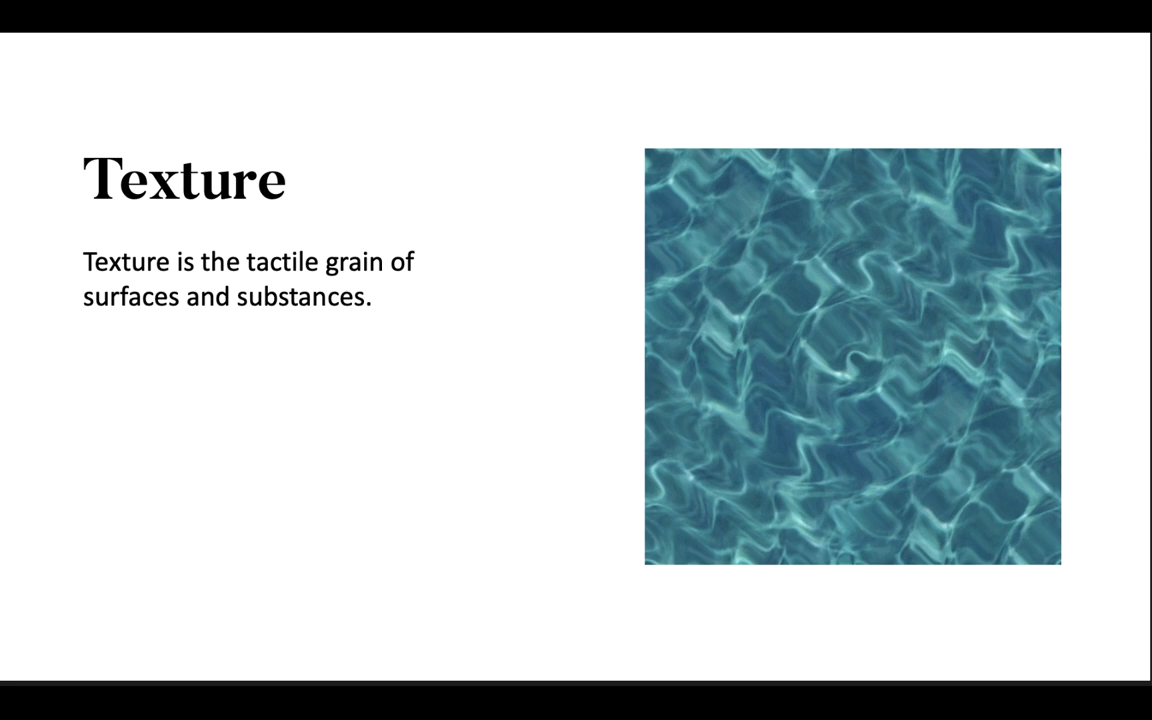 Texture
Texture is the tactile grain of
surfaces and substances.